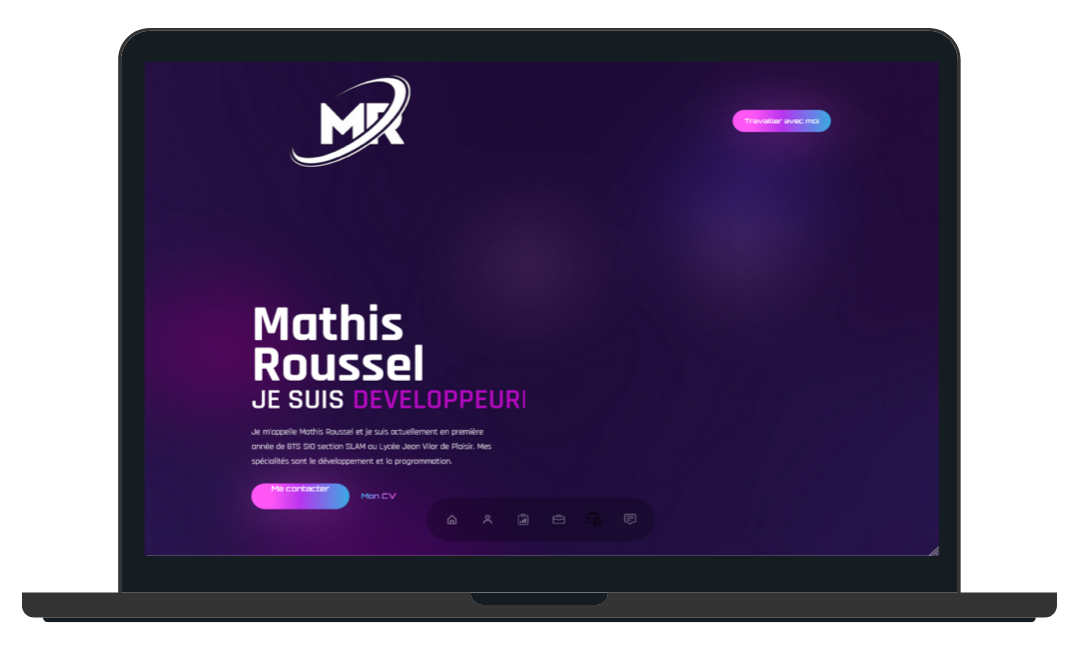 MR
Travailler avec moi
Mathis
Roussel
JE SUIS DEVELOPPEUR|
Je m'appelle Mathis Roussel et je suis actuellement en première
année de BTS SIO section SLAM au Lycée Jean Vilar de Plaisir. Mes
spécialités sont le développement et la programmation.
Me contacter
Mon CV